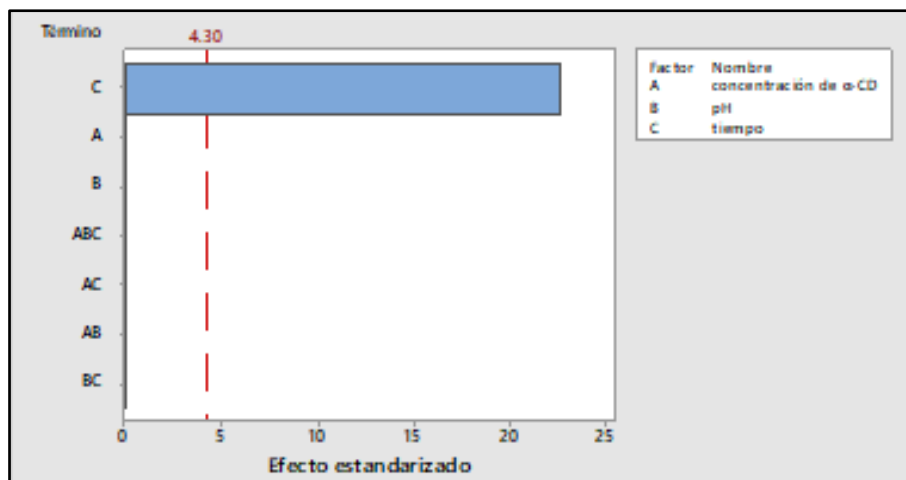 Término
4.30
C
A
B
ABC
AC
AB
BC
0 5 10 15 20 25
Efecto estandarizado
Factor Nombre
A concentración de α-CD
B pH
C tiempo